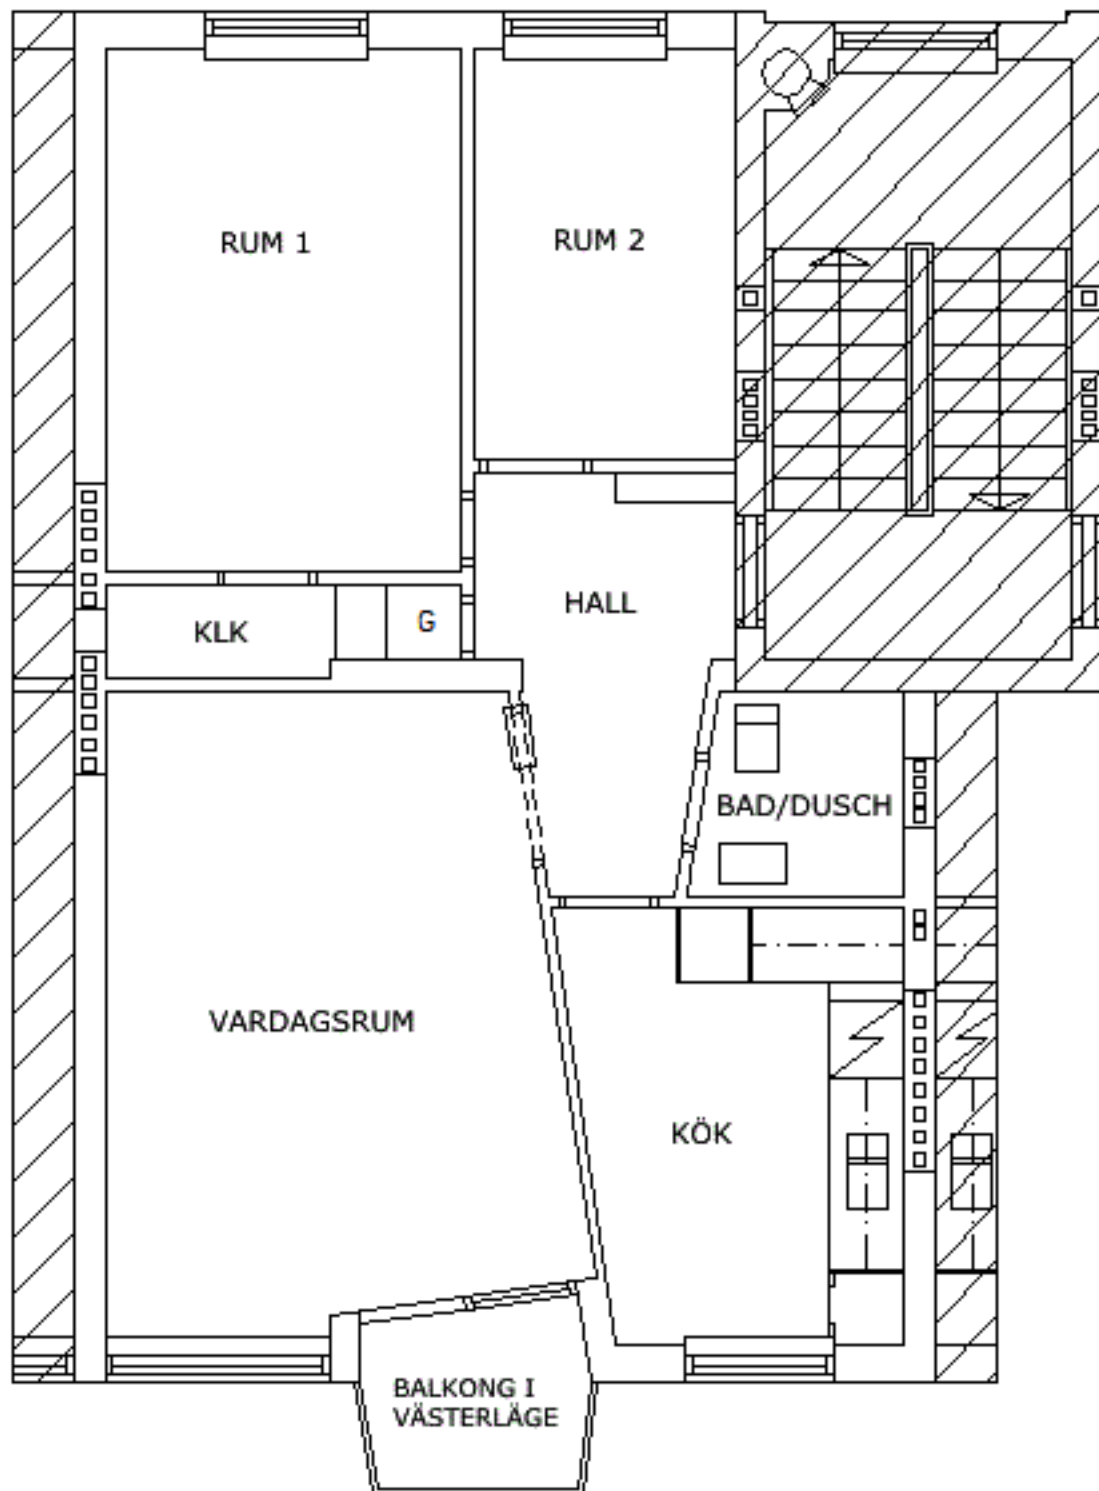 RUM 1
RUM 2
HALL
KLK
G
BAD/DUSCH
VARDAGSRUM
KÖK
BALKONG I
VÄSTERLÄGE